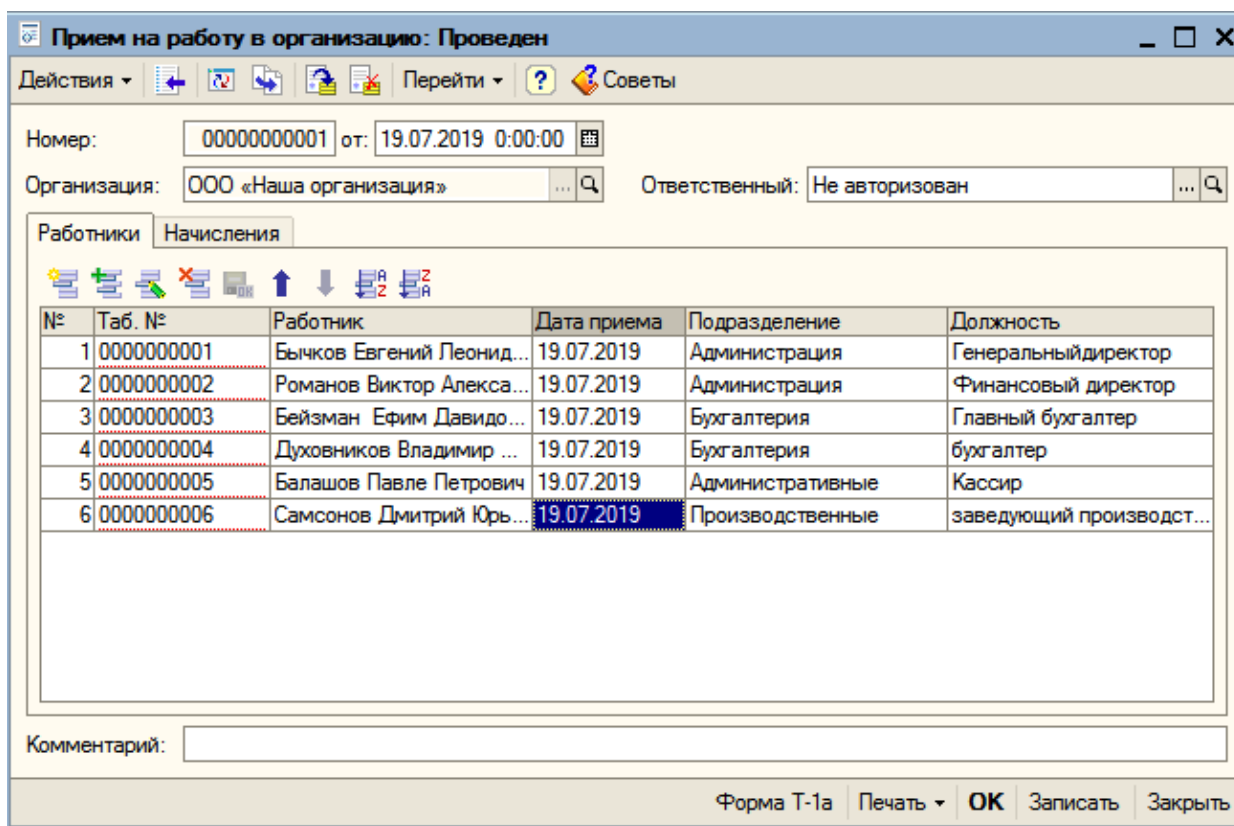 Прием на работу в организацию: Проведен
Действия Перейти ? Советы
Номер: 00000000001 от: 19.07.2019 0:00:00
Организация: ООО «Наша организация» ... Ответственный: Не авторизован ...
Работники Начисления
№ Таб. № Работник Дата приема Подразделение Должность
1 0000000001 Бычков Евгений Леонид... 19.07.2019 Администрация Генеральныйдиректор
2 0000000002 Романов Виктор Алекса... 19.07.2019 Администрация Финансовый директор
3 0000000003 Бейзман Ефим Давидо... 19.07.2019 Бухгалтерия Главный бухгалтер
4 0000000004 Духовников Владимир ... 19.07.2019 Бухгалтерия бухгалтер
5 0000000005 Балашов Павле Петрович 19.07.2019 Административные Кассир
6 0000000006 Самсонов Дмитрий Юрь... 19.07.2019 Производственные заведующий производст...
Комментарий:
Форма Т-1а Печать OK Записать Закрыть